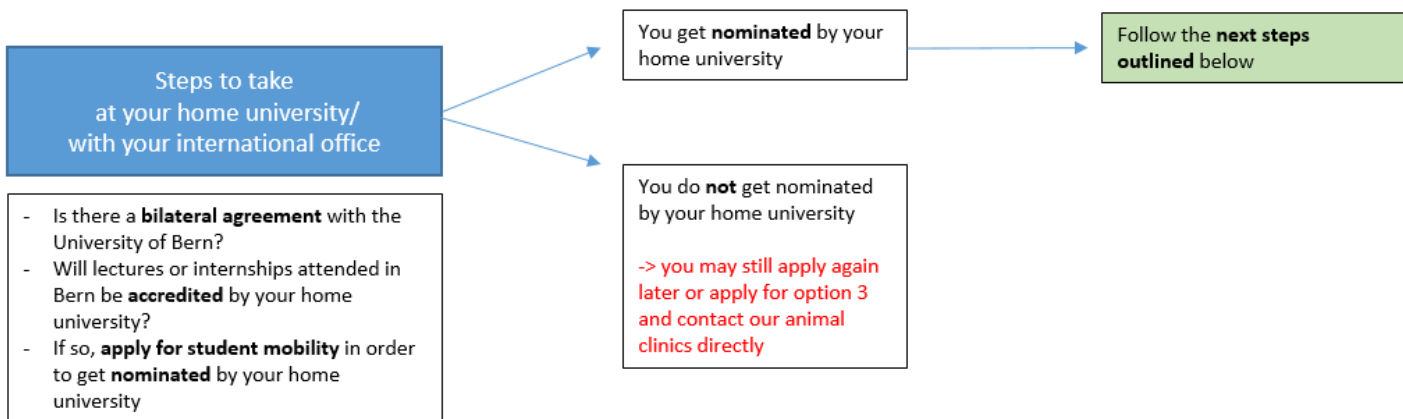 Steps to take
at your home university/
with your international office
- Is there a bilateral agreement with the
University of Bern?
- Will lectures or internships attended in
Bern be accredited by your home
university?
- If so, apply for student mobility in order
to get nominated by your home
university
You get nominated by your
home university
You do not get nominated
by your home university
-> you may still apply again
later or apply for option 3
and contact our animal
clinics directly
Follow the next steps
outlined below